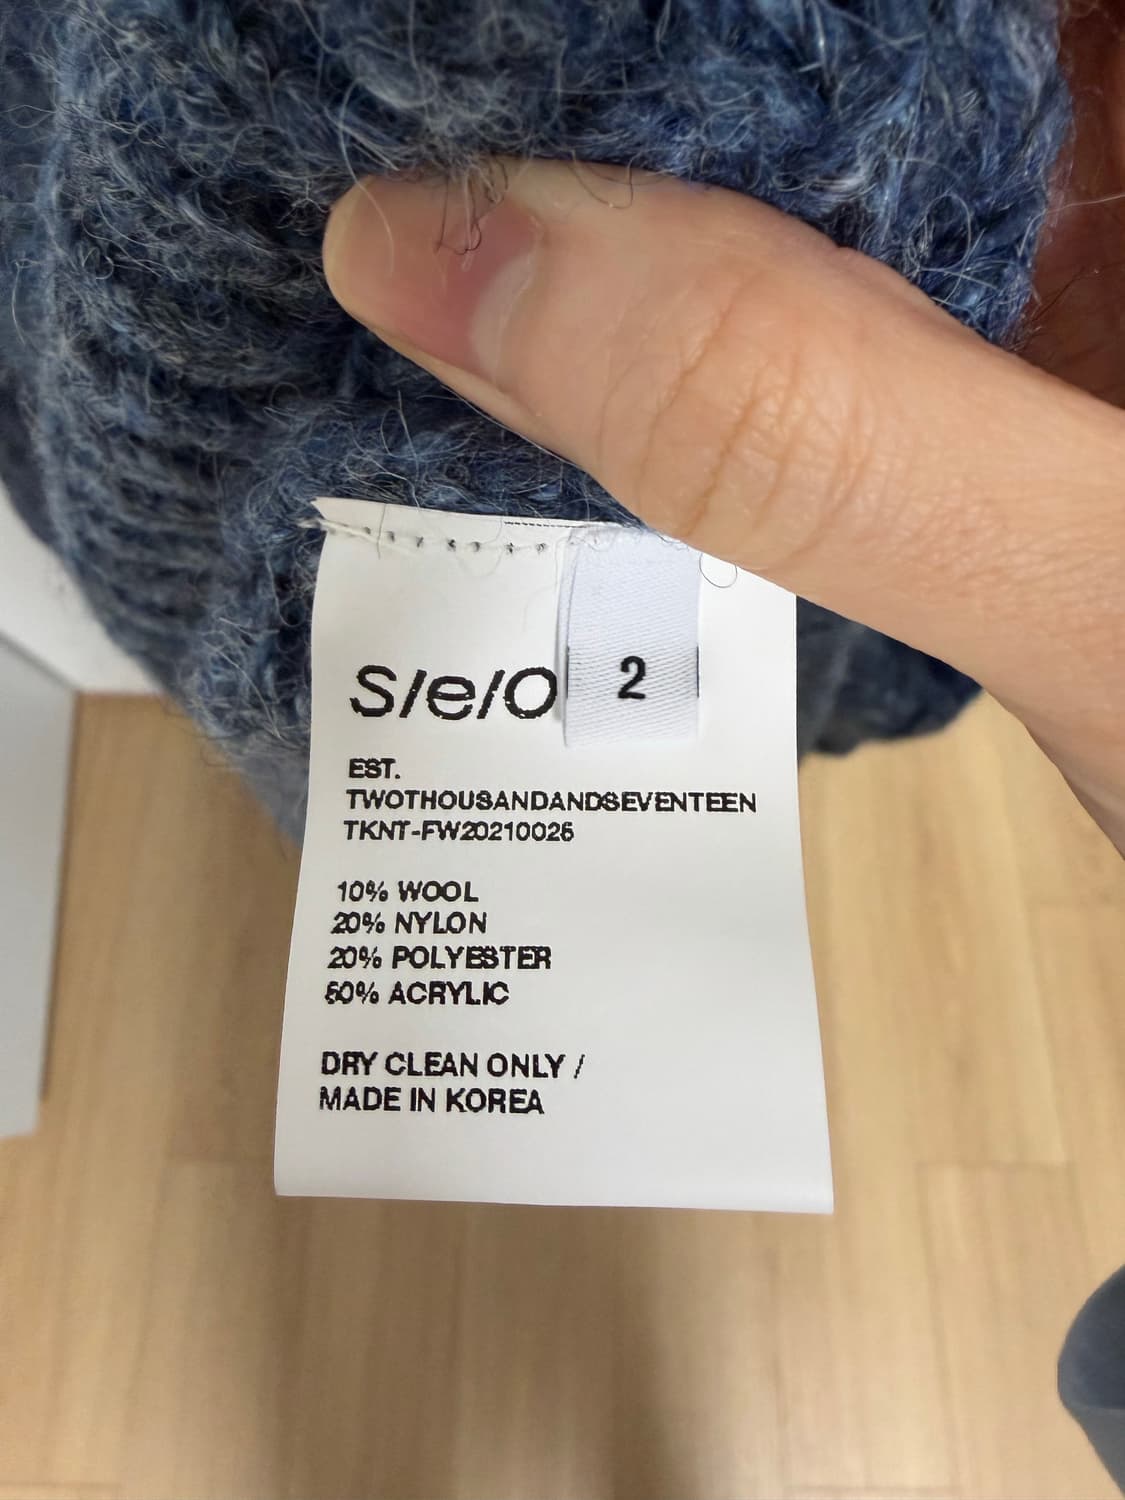 S/e/O
2
EST.
TWOTHOUSANDANDSEVENTEEN
TKNT-FW20210025
10% WOOL
20% NYLON
20% POLYESTER
50% ACRYLIC
DRY CLEAN ONLY /
MADE IN KOREA